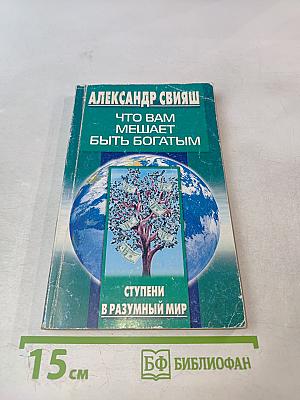 АЛЕКСАНДР СВИЯШ
ЧТО ВАМ
МЕШАЕТ
БЫТЬ БОГАТЫМ
СТУПЕНИ
В РАЗУМНЫЙ МИР
15 см
БФ БИБЛИОФАН